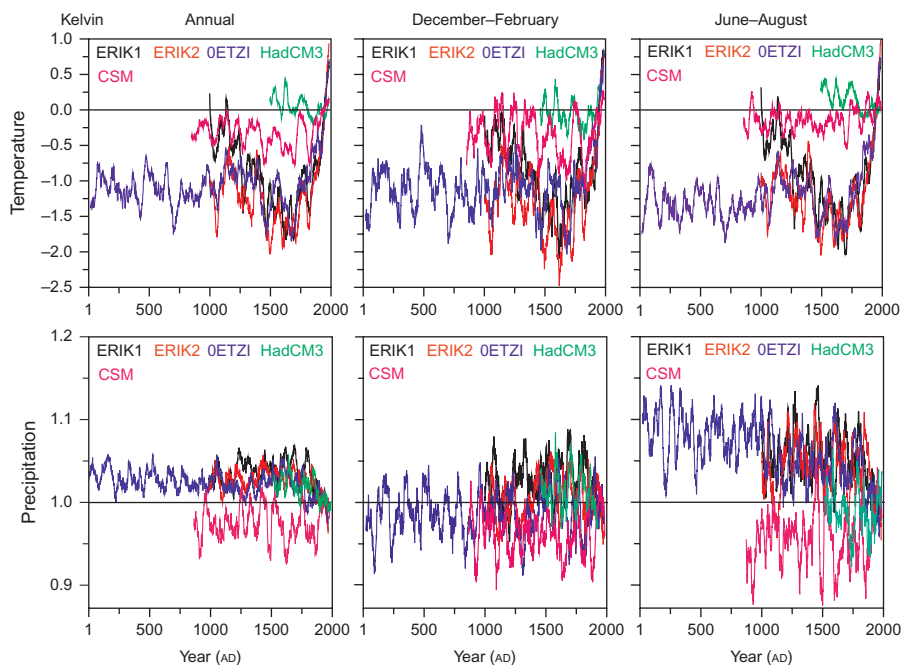 Kelvin Annual December–February June–August
1.0
0.5
0.0
–0.5
–1.0
–1.5
–2.0
–2.5
Temperature
ERIK1 ERIK2 0ETZI HadCM3
CSM
1 500 1000 1500 2000
ERIK1 ERIK2 0ETZI HadCM3
CSM
1 500 1000 1500 2000
ERIK1 ERIK2 0ETZI HadCM3
CSM
1 500 1000 1500 2000
1.2
1.1
1.0
0.9
Precipitation
ERIK1 ERIK2 0ETZI HadCM3
CSM
1 500 1000 1500 2000
Year (AD)
ERIK1 ERIK2 0ETZI HadCM3
CSM
1 500 1000 1500 2000
Year (AD)
ERIK1 ERIK2 0ETZI HadCM3
CSM
1 500 1000 1500 2000
Year (AD)